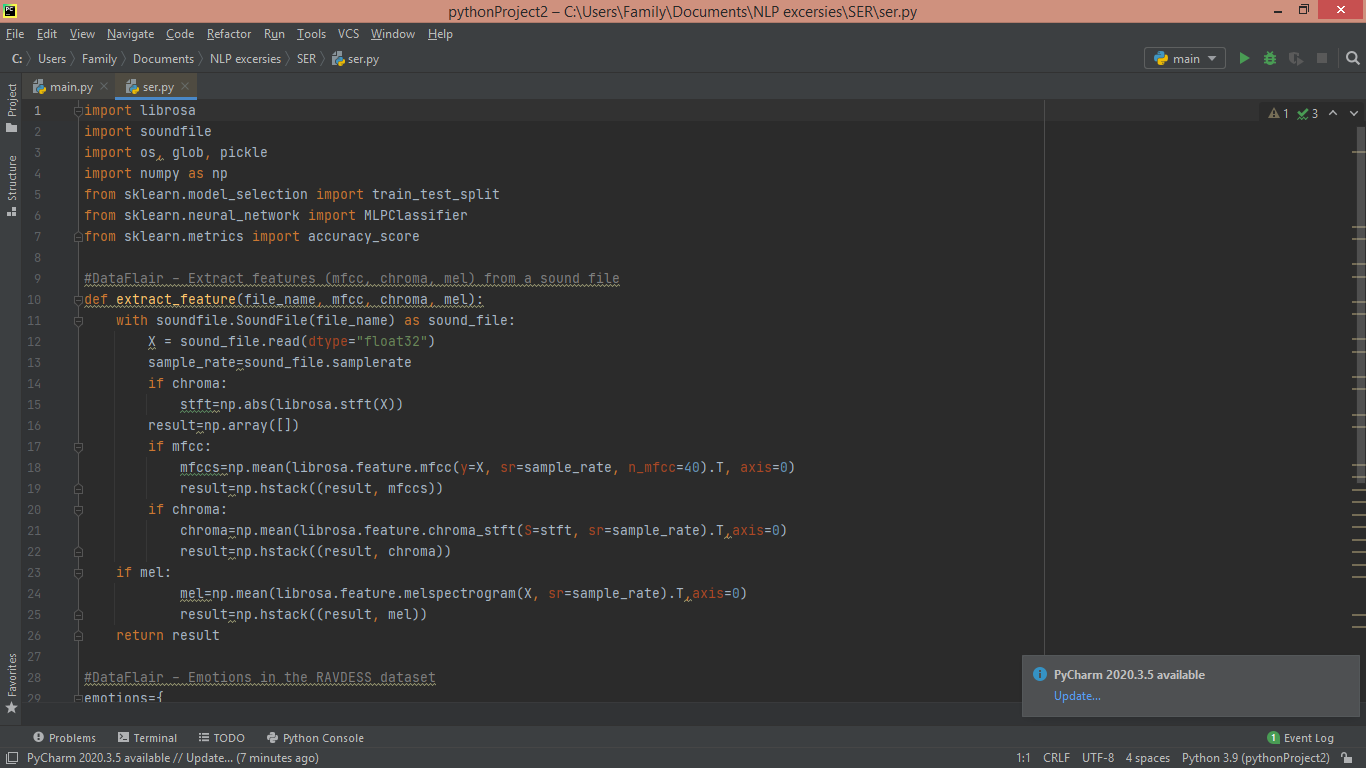 pythonProject2 – C:\Users\Family\Documents\NLP excersies\SER\ser.py
File Edit View Navigate Code Refactor Run Tools VCS Window Help
C: Users Family Documents NLP excersies SER ser.py main
main.py ser.py
Project
Structure
Favorites
1 3
1 import librosa
2 import soundfile
3 import os, glob, pickle
4 import numpy as np
5 from sklearn.model_selection import train_test_split
6 from sklearn.neural_network import MLPClassifier
7 from sklearn.metrics import accuracy_score
8
9 #DataFlair - Extract features (mfcc, chroma, mel) from a sound file
10 def extract_feature(file_name, mfcc, chroma, mel):
11     with soundfile.SoundFile(file_name) as sound_file:
12         X = sound_file.read(dtype="float32")
13         sample_rate=sound_file.samplerate
14         if chroma:
15             stft=np.abs(librosa.stft(X))
16         result=np.array([])
17         if mfcc:
18             mfccs=np.mean(librosa.feature.mfcc(y=X, sr=sample_rate, n_mfcc=40).T, axis=0)
19             result=np.hstack((result, mfccs))
20         if chroma:
21             chroma=np.mean(librosa.feature.chroma_stft(S=stft, sr=sample_rate).T,axis=0)
22             result=np.hstack((result, chroma))
23     if mel:
24             mel=np.mean(librosa.feature.melspectrogram(X, sr=sample_rate).T,axis=0)
25             result=np.hstack((result, mel))
26     return result
27
28 #DataFlair - Emotions in the RAVDESS dataset
29 emotions={
PyCharm 2020.3.5 available
Update...
Problems Terminal TODO Python Console 1 Event Log
PyCharm 2020.3.5 available // Update... (7 minutes ago) 1:1 CRLF UTF-8 4 spaces Python 3.9 (pythonProject2)